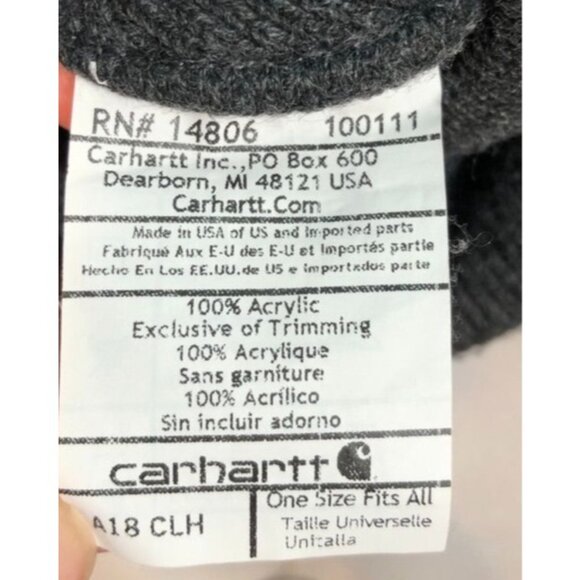 RN# 14806 100111
Carhartt Inc.,PO Box 600
Dearborn, MI 48121 USA
Carhartt.Com
Made in USA of US and Imported parts
Fabriqué Aux E-U des E-U et Importés partie
Hecho En Los EE.UU. de US e importados parte
100% Acrylic
Exclusive of Trimming
100% Acrylique
Sans garniture
100% Acrílico
Sin incluir adorno
carhartt
A18 CLH
One Size Fits All
Taille Universelle
Unitalla